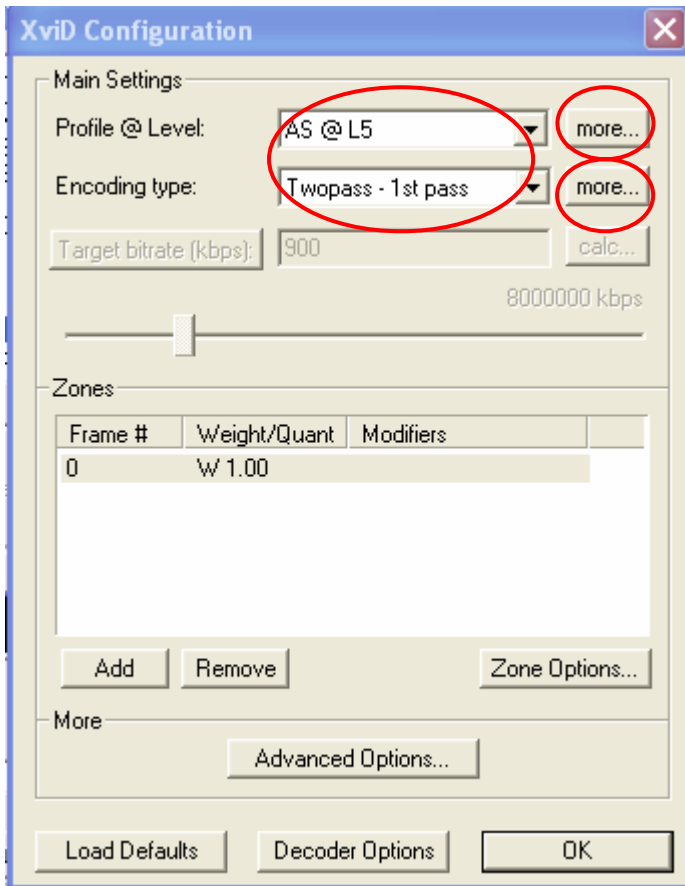 XviD Configuration
Main Settings
Profile @ Level: AS @ L5 more...
Encoding type: Twopass - 1st pass more...
Target bitrate (kbps): 900 calc...
8000000 kbps
Zones
Frame # Weight/Quant Modifiers
0 W 1.00
Add Remove Zone Options...
More
Advanced Options...
Load Defaults Decoder Options OK